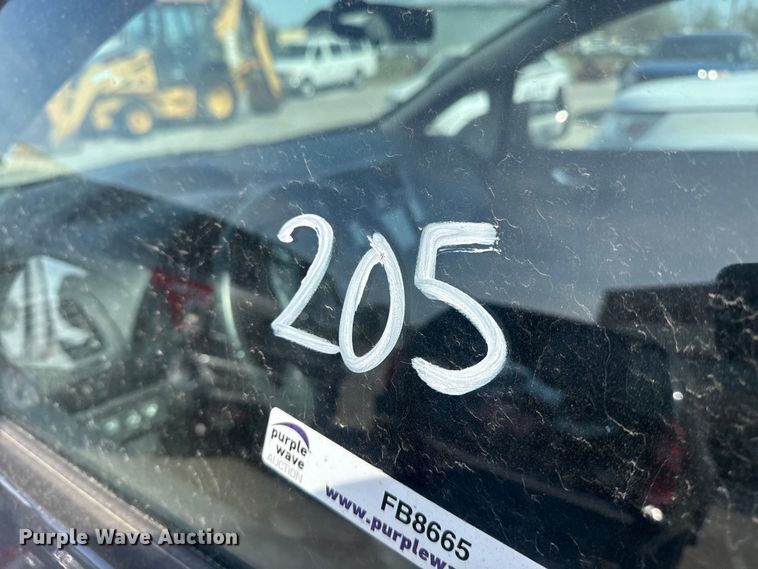 205
purple
wave
AUCTION
FB8665
www.purplew
Purple Wave Auction